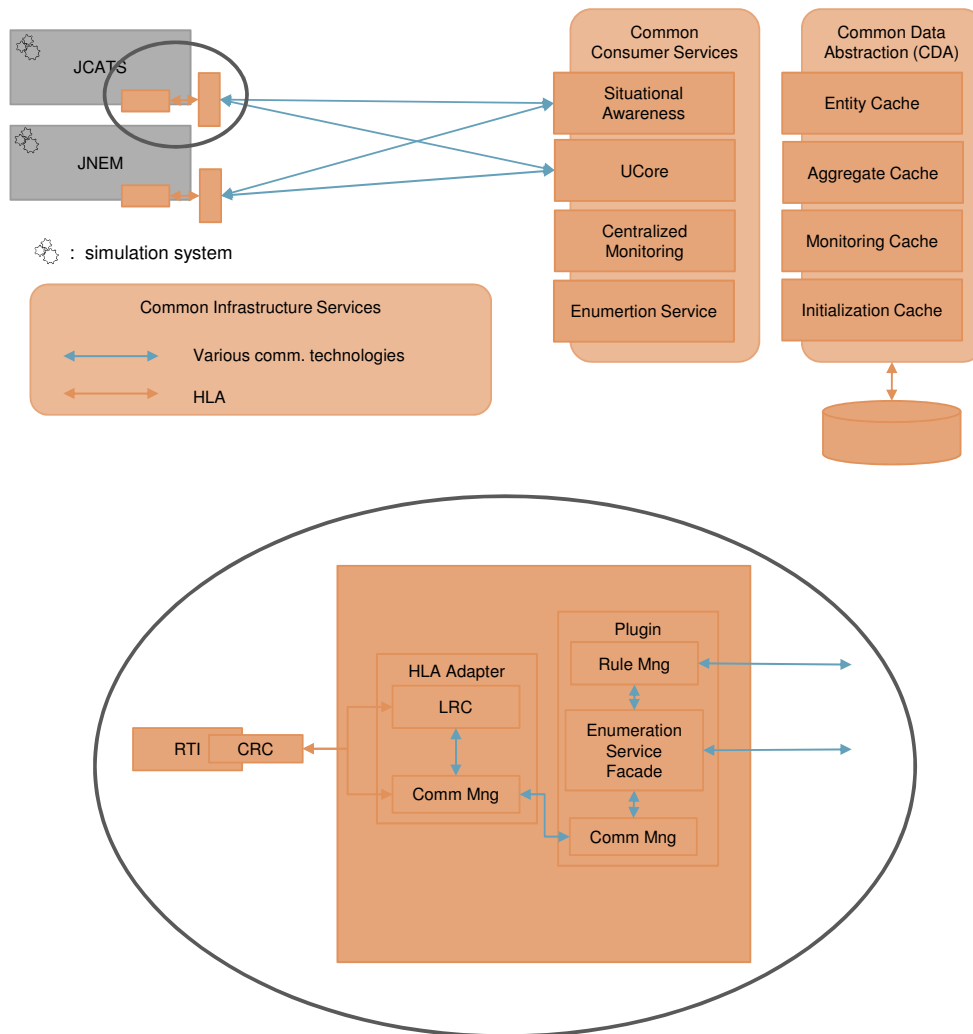 JCATS
JNEM
: simulation system
Common Infrastructure Services
Various comm. technologies
HLA
Common
Consumer Services
Situational
Awareness
UCore
Centralized
Monitoring
Enumertion Service
Common Data
Abstraction (CDA)
Entity Cache
Aggregate Cache
Monitoring Cache
Initialization Cache
RTI
CRC
HLA Adapter
LRC
Comm Mng
Plugin
Rule Mng
Enumeration
Service
Facade
Comm Mng